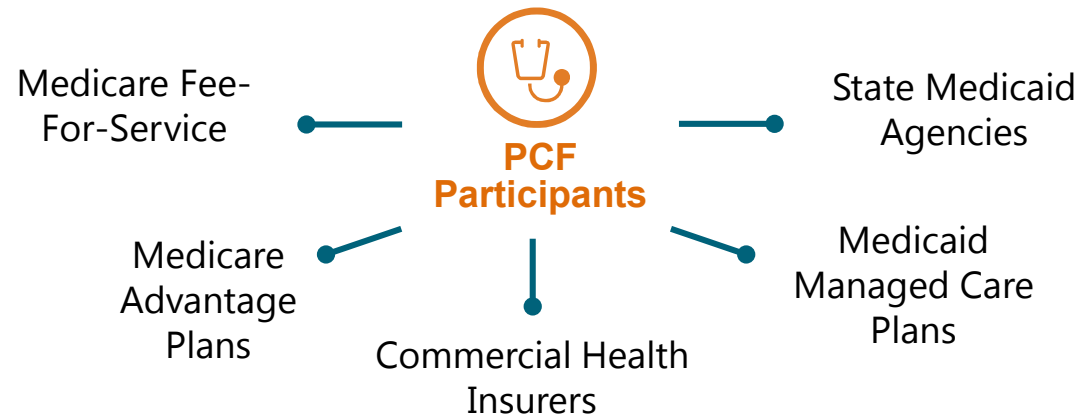 Medicare Fee-
For-Service
PCF
Participants
State Medicaid
Agencies
Medicare
Advantage
Plans
Commercial Health
Insurers
Medicaid
Managed Care
Plans